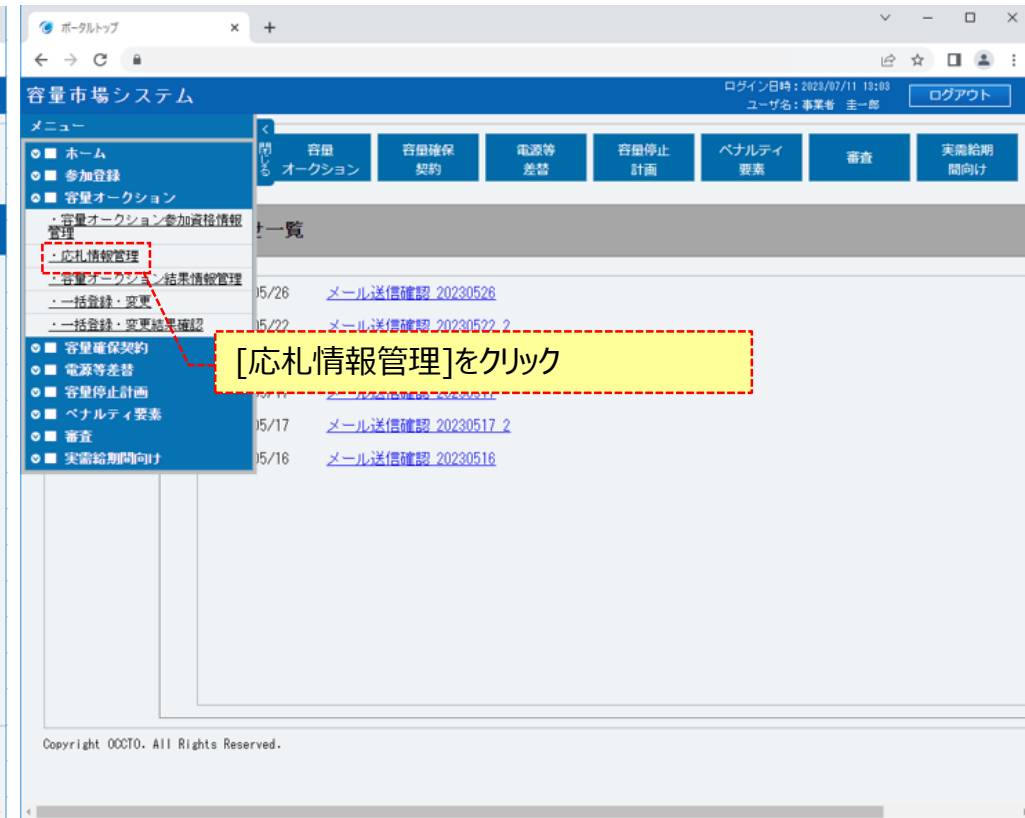 ポータルトップ
容量市場システム
ログイン日時：2023/07/11 13:03
ユーザ名：事業者 圭一郎
ログアウト
メニュー
閉じる
ホーム
参加登録
容量オークション
・容量オークション参加資格情報
管理
・応札情報管理
・容量オークション結果情報管理
・一括登録・変更
・一括登録・変更結果確認
容量確保契約
電源等差替
容量停止計画
ペナルティ要素
審査
実需給期間向け
容量
オークション
容量確保
契約
電源等
差替
容量停止
計画
ペナルティ
要素
審査
実需給期
間向け
せ一覧
05/26 メール送信確認 20230526
05/22 メール送信確認 20230522_2
[応札情報管理]をクリック
05/17 メール送信確認 20230517
05/17 メール送信確認 20230517_2
05/16 メール送信確認 20230516
Copyright OCCTO. All Rights Reserved.